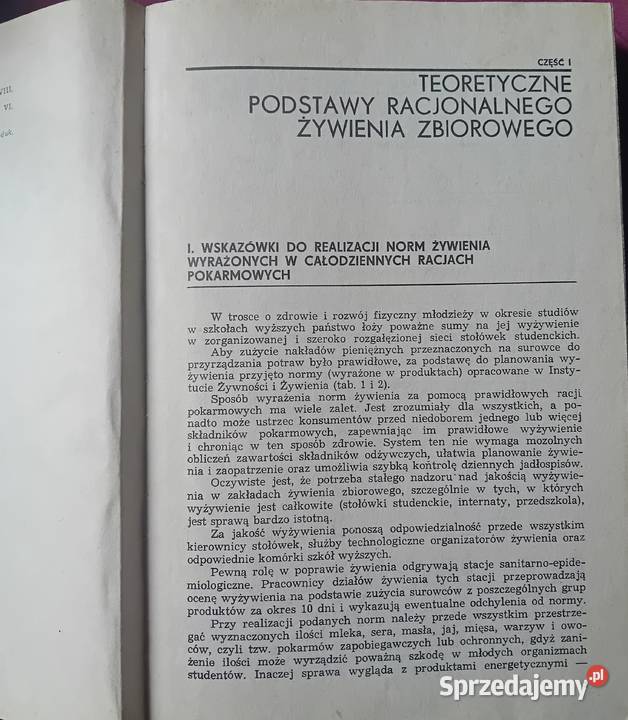 VIII.
VI.
duk.
CZĘŚĆ I
TEORETYCZNE
PODSTAWY RACJONALNEGO
ŻYWIENIA ZBIOROWEGO
I. WSKAZÓWKI DO REALIZACJI NORM ŻYWIENIA
WYRAŻONYCH W CAŁODZIENNYCH RACJACH
POKARMOWYCH
W trosce o zdrowie i rozwój fizyczny młodzieży w okresie studiów
w szkołach wyższych państwo łoży poważne sumy na jej wyżywienie
w zorganizowanej i szeroko rozgałęzionej sieci stołówek studenckich.
Aby zużycie nakładów pieniężnych przeznaczonych na surowce do
przyrządzania potraw było prawidłowe, za podstawę do planowania wy-
żywienia przyjęto normy (wyrażone w produktach) opracowane w Insty-
tucie Żywności i Żywienia (tab. 1 i 2).
Sposób wyrażenia norm żywienia za pomocą prawidłowych racji
pokarmowych ma wiele zalet. Jest zrozumiały dla wszystkich, a po-
nadto może ustrzec konsumentów przed niedoborem jednego lub więcej
składników pokarmowych, zapewniając im prawidłowe wyżywienie
i chroniąc w ten sposób zdrowie. System ten nie wymaga mozolnych
obliczeń zawartości składników odżywczych, ułatwia planowanie żywie-
nia i zaopatrzenie oraz umożliwia szybką kontrolę dziennych jadłospisów.
Oczywiste jest, że potrzeba stałego nadzoru nad jakością wyżywie-
nia w zakładach żywienia zbiorowego, szczególnie w tych, w których
wyżywienie jest całkowite (stołówki studenckie, internaty, przedszkola),
jest sprawą bardzo istotną.
Za jakość wyżywienia ponoszą odpowiedzialność przede wszystkim
kierownicy stołówek, służby technologiczne organizatorów żywienia oraz
odpowiednie komórki szkół wyższych.
Pewną rolę w poprawie żywienia odgrywają stacje sanitarno-epide-
miologiczne. Pracownicy działów żywienia tych stacji przeprowadzają
ocenę wyżywienia na podstawie zużycia surowców z poszczególnych grup
produktów za okres 10 dni i wykazują ewentualne odchylenia od normy.
Przy realizacji podanych norm należy przede wszystkim przestrze-
gać wyznaczonych ilości mleka, sera, masła, jaj, mięsa, warzyw i owo-
ców, czyli tzw. pokarmów zapobiegawczych lub ochronnych, gdyż zani-
żenie ilości może wyrządzić poważną szkodę w młodych organizmach
studentów. Inaczej sprawa wygląda z produktami energetycznymi —
Sprzedajemy.pl